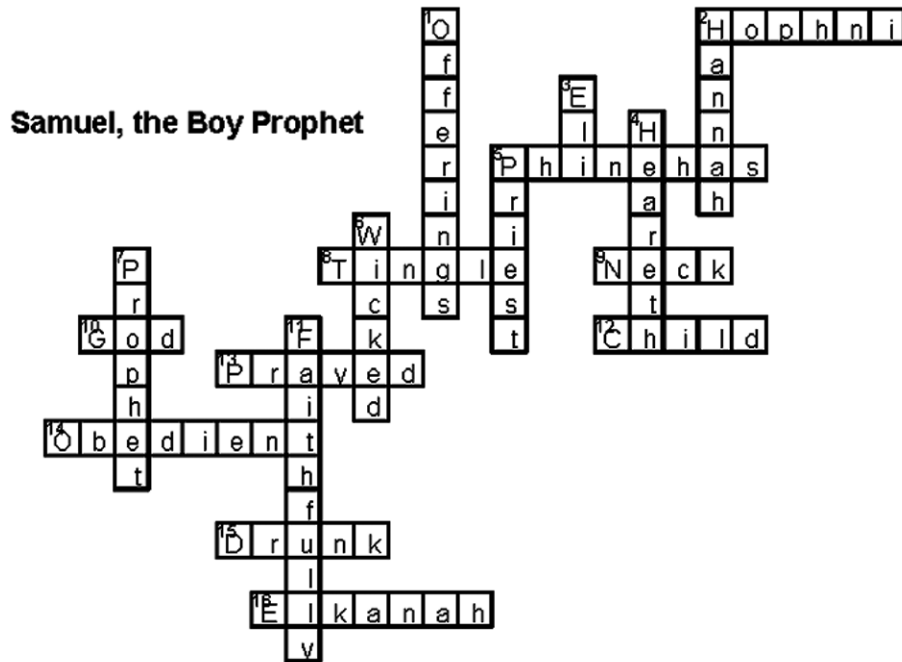 Samuel, the Boy Prophet
1 Offerings
2 Hophni
2 Hannah
3 Eli
4 Heareth
5 Phinehas
5 Priest
6 Wicked
7 Prophet
8 Tingle
9 Neck
10 God
11 Faithfully
12 Child
13 Prayed
14 Obedient
15 Drunk
16 Elkanah